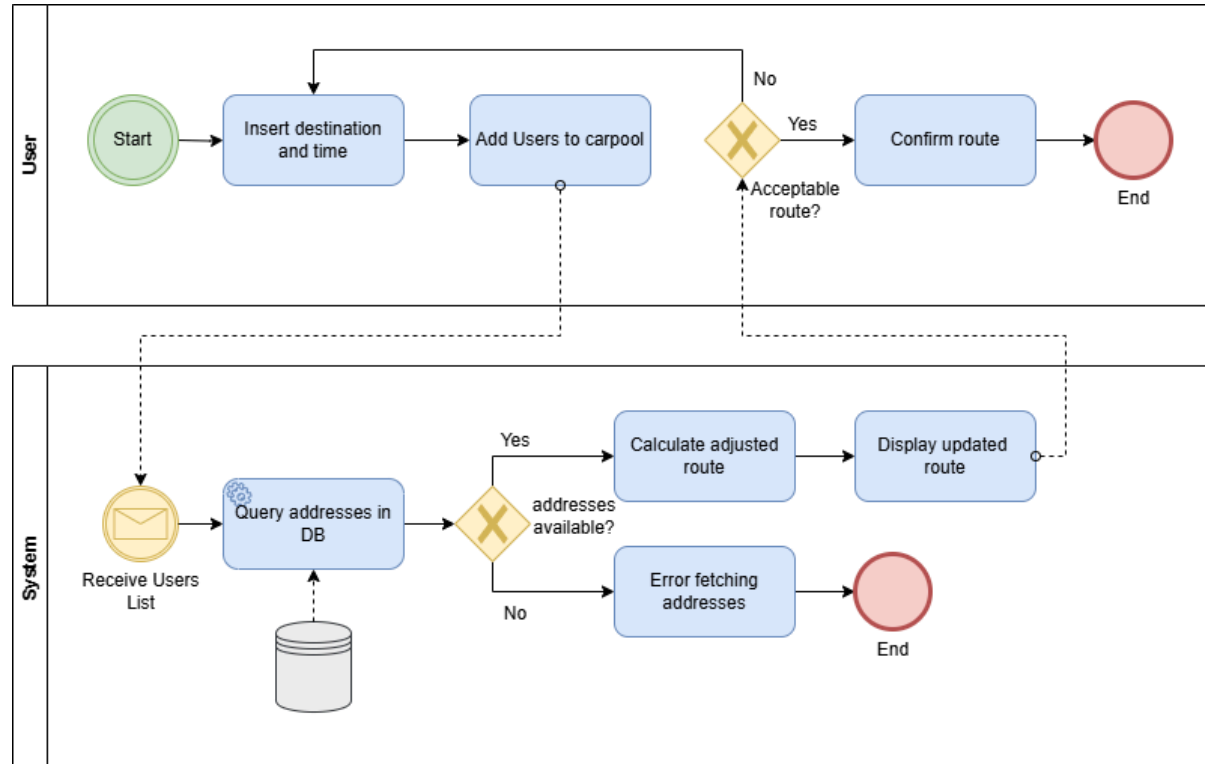 User
No
Start
Insert destination
and time
Add Users to carpool
Yes
Confirm route
Acceptable
route?
End
System
Yes
Calculate adjusted
route
Display updated
route
Query addresses in
DB
addresses
available?
Receive Users
List
No
Error fetching
addresses
End